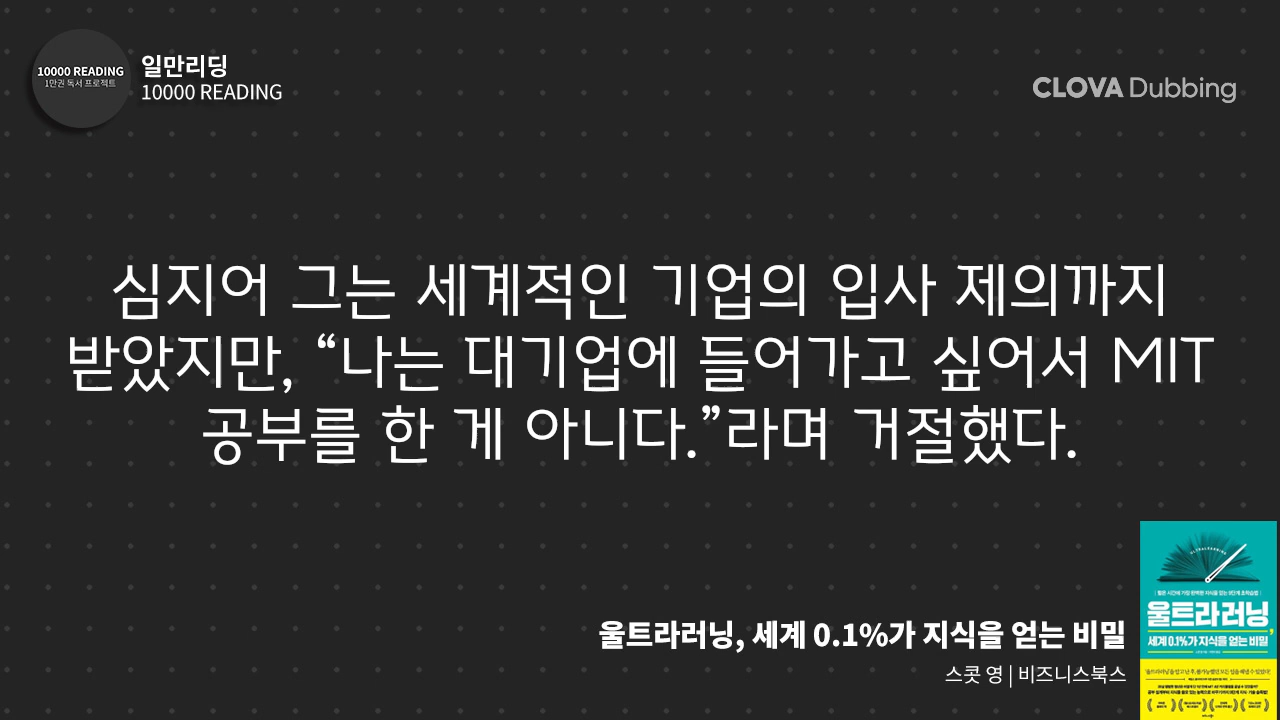 10000 READING
1만권 독서 프로젝트
일만리딩
10000 READING
CLOVA Dubbing
심지어 그는 세계적인 기업의 입사 제의까지
받았지만, “나는 대기업에 들어가고 싶어서 MIT
공부를 한 게 아니다.”라며 거절했다.
울트라러닝, 세계 0.1%가 지식을 얻는 비밀
스콧 영 | 비즈니스북스
ULTRALEARNING
울트라러닝,
세계 0.1%가 지식을 얻는 비밀